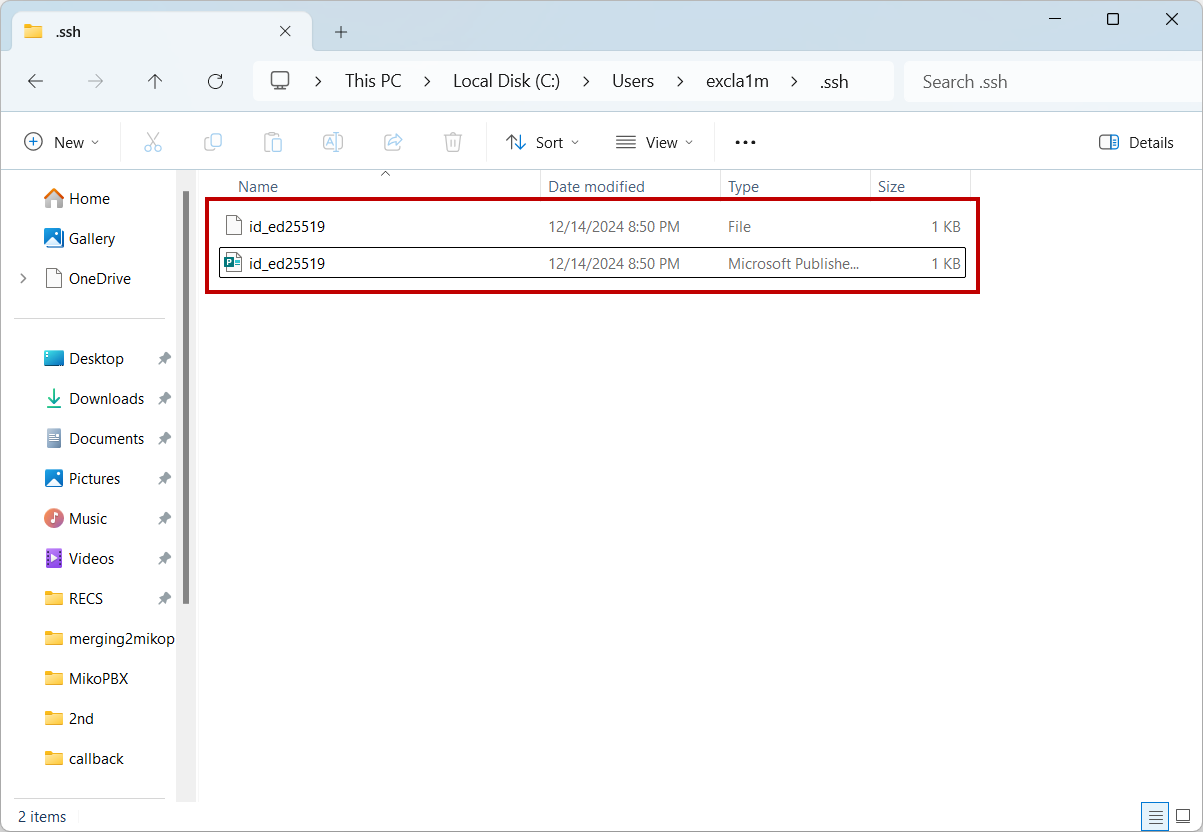 .ssh
This PC > Local Disk (C:) > Users > excla1m > .ssh
Search .ssh
New
Sort
View
Details
Name Date modified Type Size
id_ed25519 12/14/2024 8:50 PM File 1 KB
id_ed25519 12/14/2024 8:50 PM Microsoft Publishe... 1 KB
Home
Gallery
OneDrive
Desktop
Downloads
Documents
Pictures
Music
Videos
RECS
merging2mikop
MikoPBX
2nd
callback
2 items